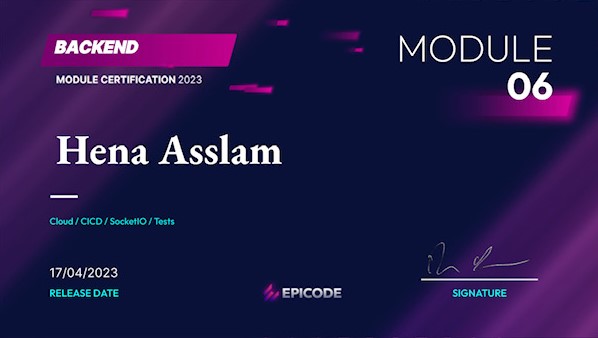 BACKEND
MODULE CERTIFICATION 2023
MODULE
06
Hena Asslam
Cloud / CICD / SocketIO / Tests
17/04/2023
RELEASE DATE
EPICODE
SIGNATURE